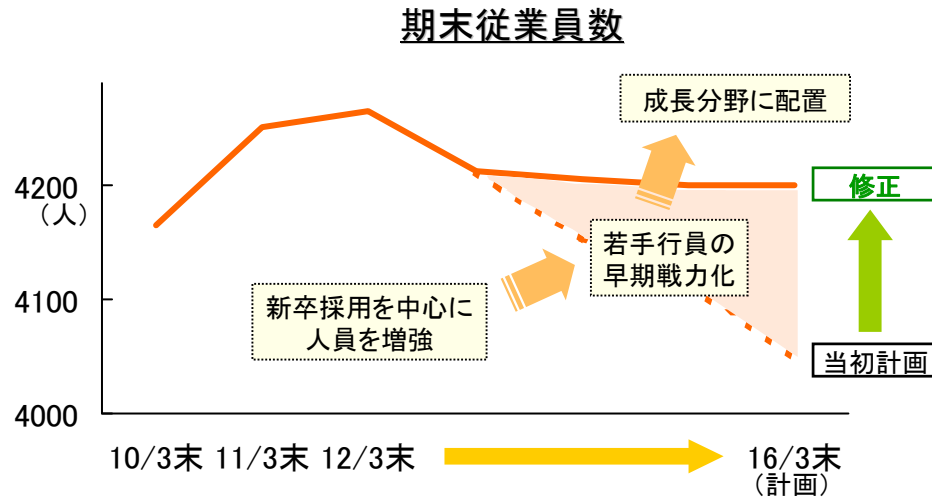 期末従業員数
成長分野に配置
4200
（人）
修正
若手行員の
早期戦力化
4100
新卒採用を中心に
人員を増強
当初計画
4000
10/3末 11/3末 12/3末
16/3末
（計画）